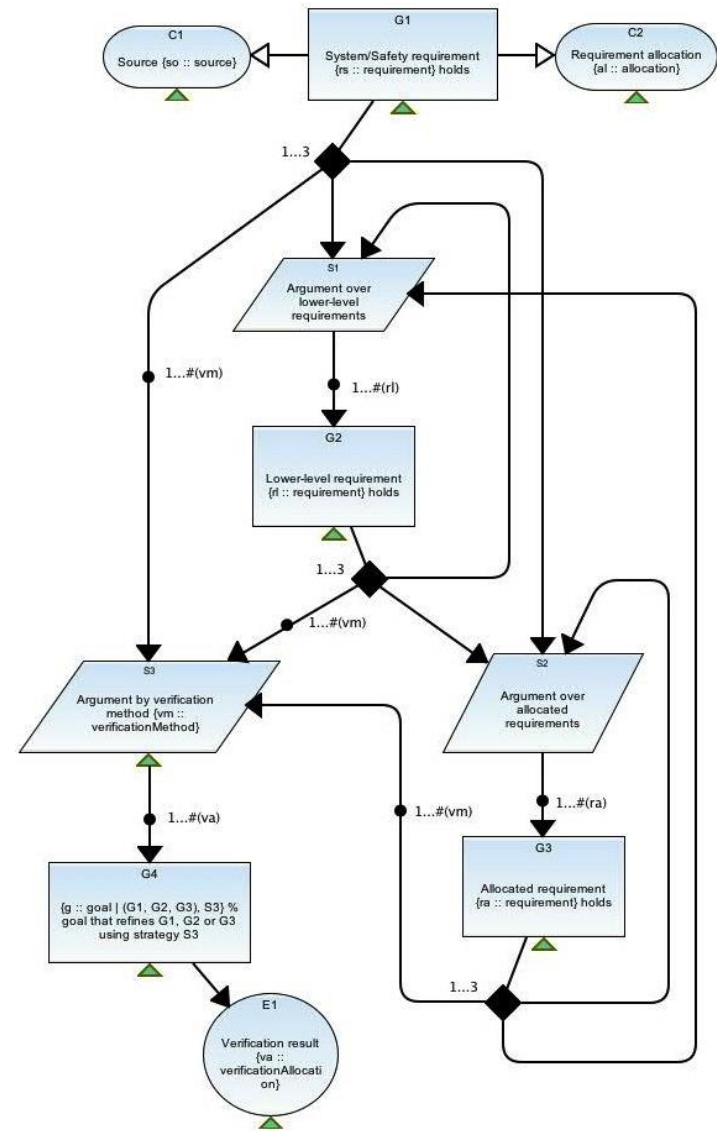 C1
Source {so :: source}
G1
System/Safety requirement
{rs :: requirement} holds
C2
Requirement allocation
{al :: allocation}
1...3
S1
Argument over
lower-level
requirements
1...#(vm)
1...#(rl)
G2
Lower-level requirement
{rl :: requirement} holds
1...3
1...#(vm)
S3
Argument by verification
method {vm ::
verificationMethod}
S2
Argument over
allocated
requirements
1...#(va)
1...#(vm)
1...#(ra)
G4
{g :: goal | (G1, G2, G3), S3} %
goal that refines G1, G2 or G3
using strategy S3
G3
Allocated requirement
{ra :: requirement} holds
1...3
E1
Verification result
{va ::
verificationAllocati
on}